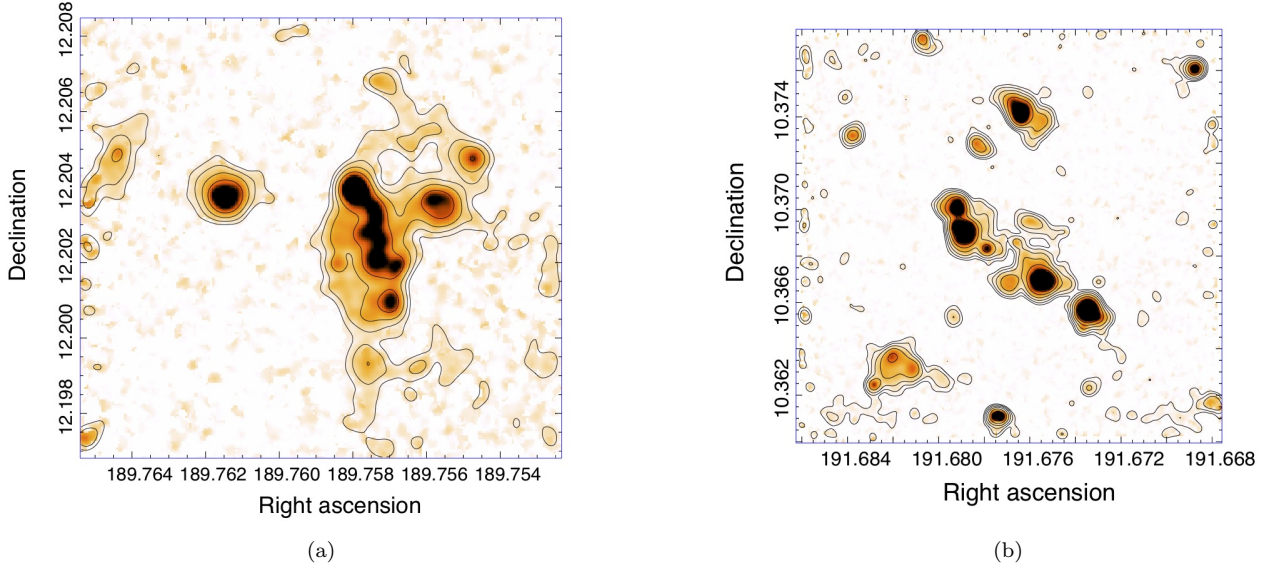 12.208
12.206
12.204
12.202
12.200
12.198
Declination
189.764 189.762 189.760 189.758 189.756 189.754
Right ascension
(a)
10.374
10.370
10.366
10.362
Declination
191.684 191.680 191.676 191.672 191.668
Right ascension
(b)